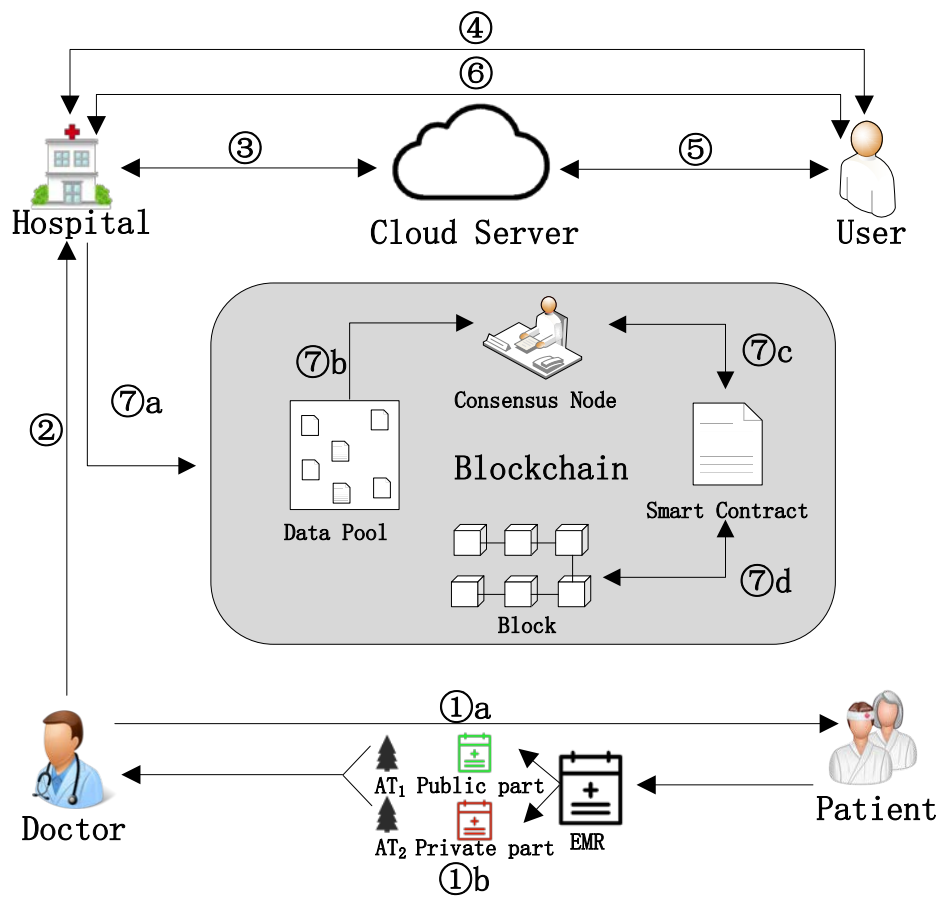 ④
⑥
③
⑤
Hospital
Cloud Server
User
⑦b
⑦c
Consensus Node
⑦a
②
Blockchain
Smart Contract
Data Pool
⑦d
Block
①a
AT₁ Public part
Patient
Doctor
EMR
AT₂ Private part
①b